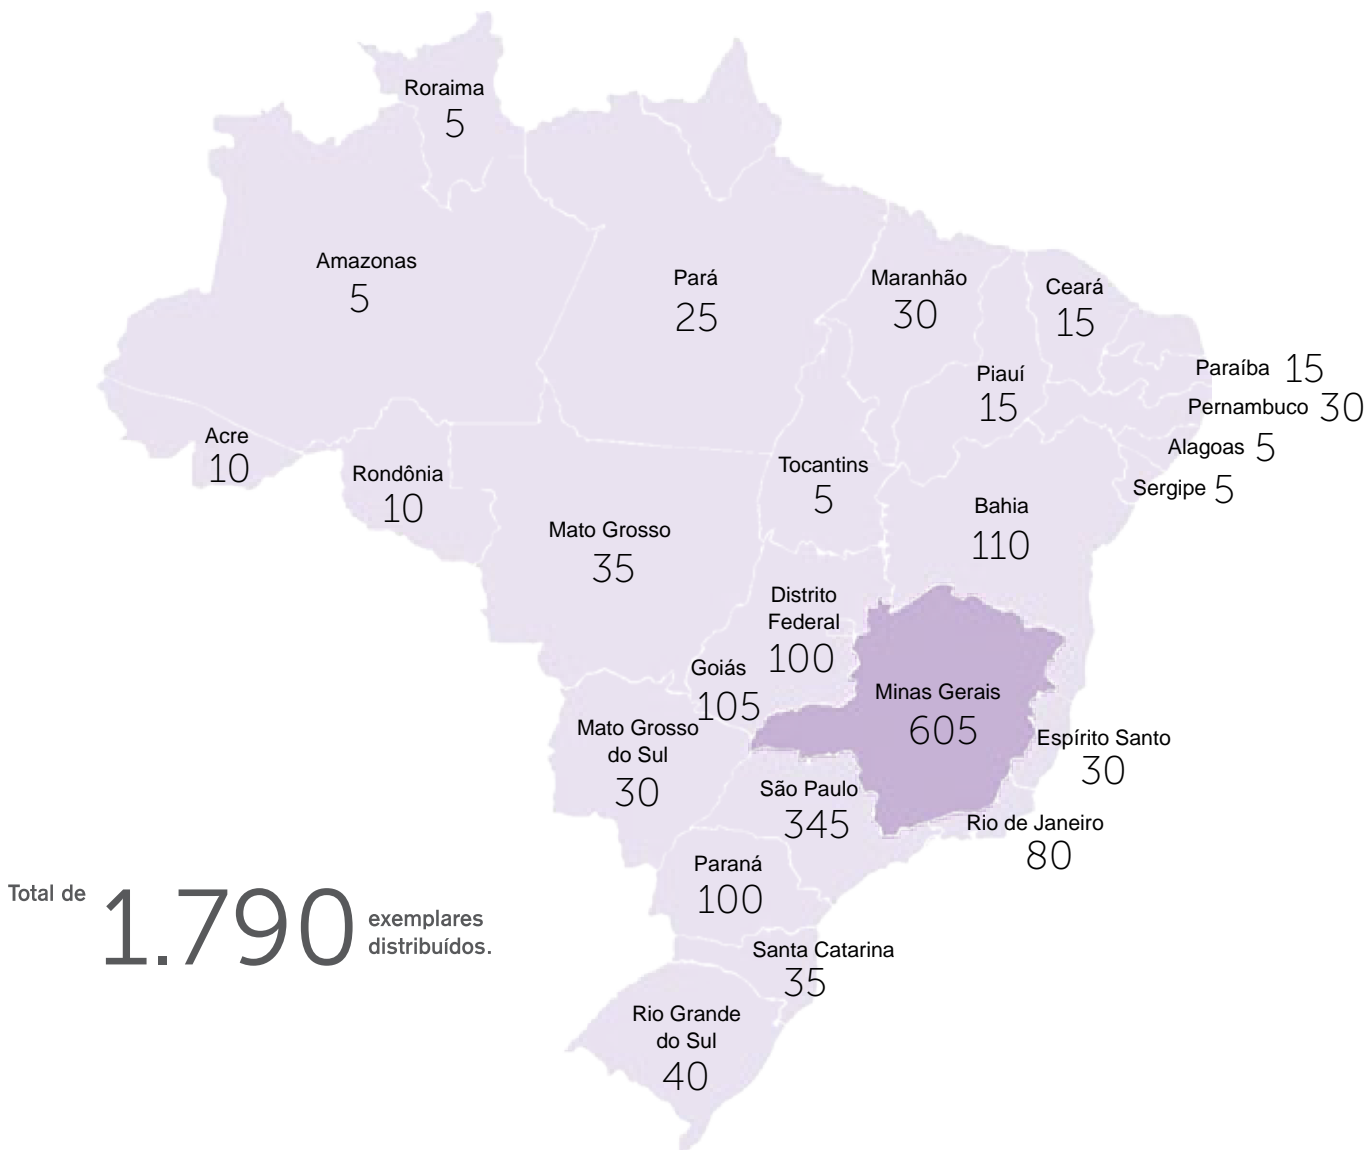 Roraima
5
Amazonas
5
Pará
25
Maranhão
30
Ceará
15
Piauí
15
Paraíba 15
Pernambuco 30
Alagoas 5
Sergipe 5
Acre
10
Rondônia
10
Tocantins
5
Bahia
110
Mato Grosso
35
Distrito
Federal
100
Goiás
105
Minas Gerais
605
Mato Grosso
do Sul
30
Espírito Santo
30
São Paulo
345
Rio de Janeiro
80
Paraná
100
Total de 1.790 exemplares
distribuídos.
Santa Catarina
35
Rio Grande
do Sul
40